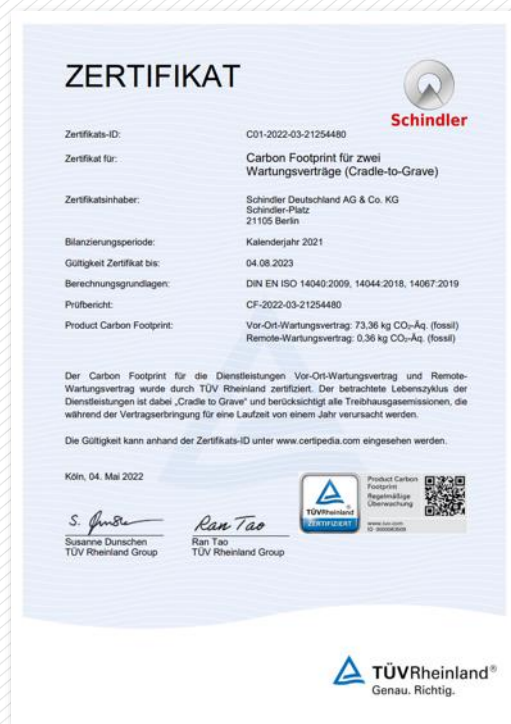 ZERTIFIKAT
Schindler
Zertifikats-ID: C01-2022-03-21254480
Zertifikat für: Carbon Footprint für zwei
Wartungsverträge (Cradle-to-Grave)
Zertifikatsinhaber: Schindler Deutschland AG & Co. KG
Schindler-Platz
21105 Berlin
Bilanzierungsperiode: Kalenderjahr 2021
Gültigkeit Zertifikat bis: 04.08.2023
Berechnungsgrundlagen: DIN EN ISO 14040:2009, 14044:2018, 14067:2019
Prüfbericht: CF-2022-03-21254480
Product Carbon Footprint: Vor-Ort-Wartungsvertrag: 73,36 kg CO₂-Äq. (fossil)
Remote-Wartungsvertrag: 0,36 kg CO₂-Äq. (fossil)
Der Carbon Footprint für die Dienstleistungen Vor-Ort-Wartungsvertrag und Remote-
Wartungsvertrag wurde durch TÜV Rheinland zertifiziert. Der betrachtete Lebenszyklus der
Dienstleistungen ist dabei „Cradle to Grave" und berücksichtigt alle Treibhausgasemissionen, die
während der Vertragserbringung für eine Laufzeit von einem Jahr verursacht werden.
Die Gültigkeit kann anhand der Zertifikats-ID unter www.certipedia.com eingesehen werden.
Köln, 04. Mai 2022
Susanne Dunschen
TÜV Rheinland Group
Ran Tao
Ran Tao
TÜV Rheinland Group
TÜVRheinland
ZERTIFIZIERT
Product Carbon
Footprint
Regelmäßige
Überwachung
www.tuv.com
TÜVRheinland®
Genau. Richtig.